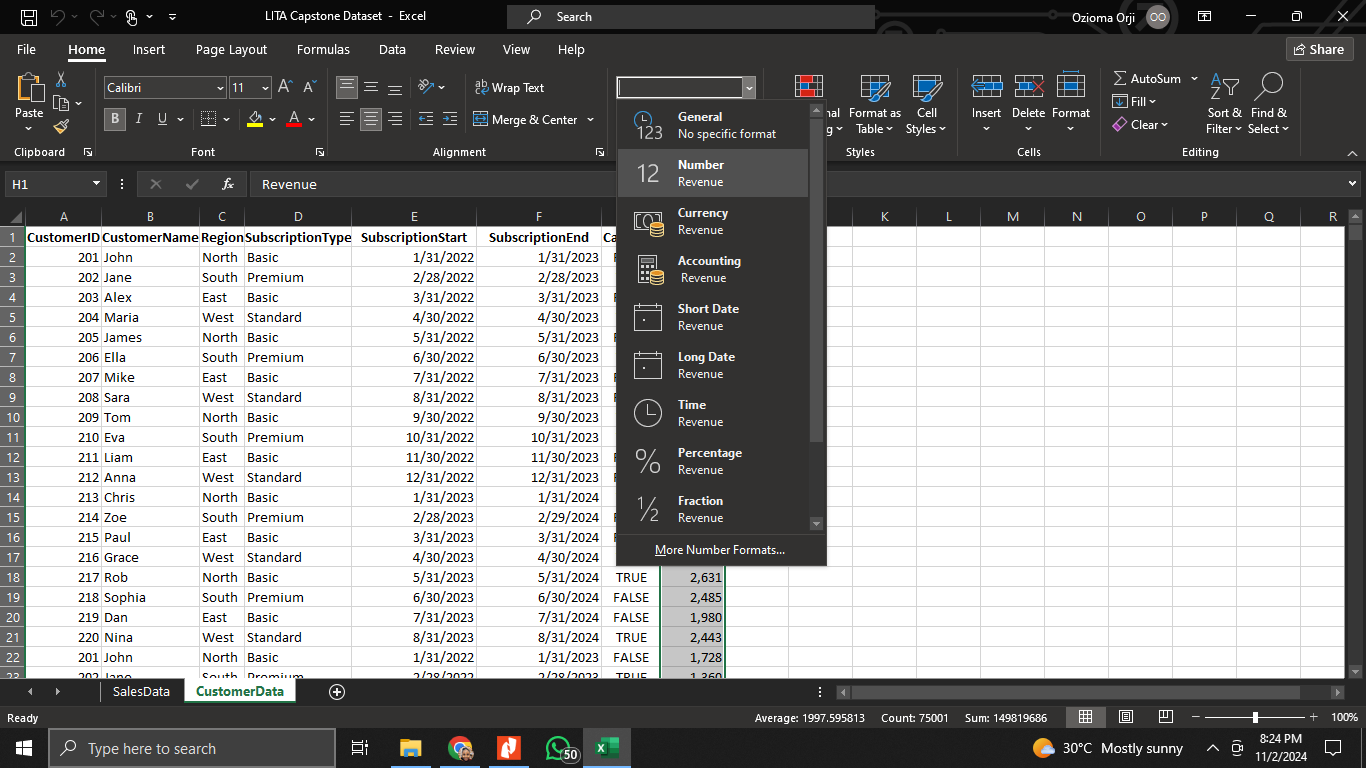 LITA Capstone Dataset - Excel
Search
Ozioma Orji
OO
File Home Insert Page Layout Formulas Data Review View Help
Share
Paste
Calibri 11
B I U
A A
Wrap Text
Merge & Center
Format as Table
Cell Styles
Insert Delete Format
AutoSum
Fill
Clear
Sort & Filter
Find & Select
Clipboard Font Alignment Styles Cells Editing
H1 fx Revenue
General
No specific format
Number
Revenue
Currency
Revenue
Accounting
Revenue
Short Date
Revenue
Long Date
Revenue
Time
Revenue
Percentage
Revenue
Fraction
Revenue
More Number Formats...
A B C D E F K L M N O P Q R
1 CustomerID CustomerName Region SubscriptionType SubscriptionStart SubscriptionEnd
2 201 John North Basic 1/31/2022 1/31/2023
3 202 Jane South Premium 2/28/2022 2/28/2023
4 203 Alex East Basic 3/31/2022 3/31/2023
5 204 Maria West Standard 4/30/2022 4/30/2023
6 205 James North Basic 5/31/2022 5/31/2023
7 206 Ella South Premium 6/30/2022 6/30/2023
8 207 Mike East Basic 7/31/2022 7/31/2023
9 208 Sara West Standard 8/31/2022 8/31/2023
10 209 Tom North Basic 9/30/2022 9/30/2023
11 210 Eva South Premium 10/31/2022 10/31/2023
12 211 Liam East Basic 11/30/2022 11/30/2023
13 212 Anna West Standard 12/31/2022 12/31/2023
14 213 Chris North Basic 1/31/2023 1/31/2024
15 214 Zoe South Premium 2/28/2023 2/29/2024
16 215 Paul East Basic 3/31/2023 3/31/2024
17 216 Grace West Standard 4/30/2023 4/30/2024
18 217 Rob North Basic 5/31/2023 5/31/2024 TRUE 2,631
19 218 Sophia South Premium 6/30/2023 6/30/2024 FALSE 2,485
20 219 Dan East Basic 7/31/2023 7/31/2024 FALSE 1,980
21 220 Nina West Standard 8/31/2023 8/31/2024 TRUE 2,443
22 201 John North Basic 1/31/2022 1/31/2023 FALSE 1,728
23 202 Jane South Premium 2/28/2022 2/28/2023 TRUE 1,360
SalesData CustomerData
Ready
Average: 1997.595813 Count: 75001 Sum: 149819686
100%
Type here to search
50
30°C Mostly sunny
8:24 PM
11/2/2024